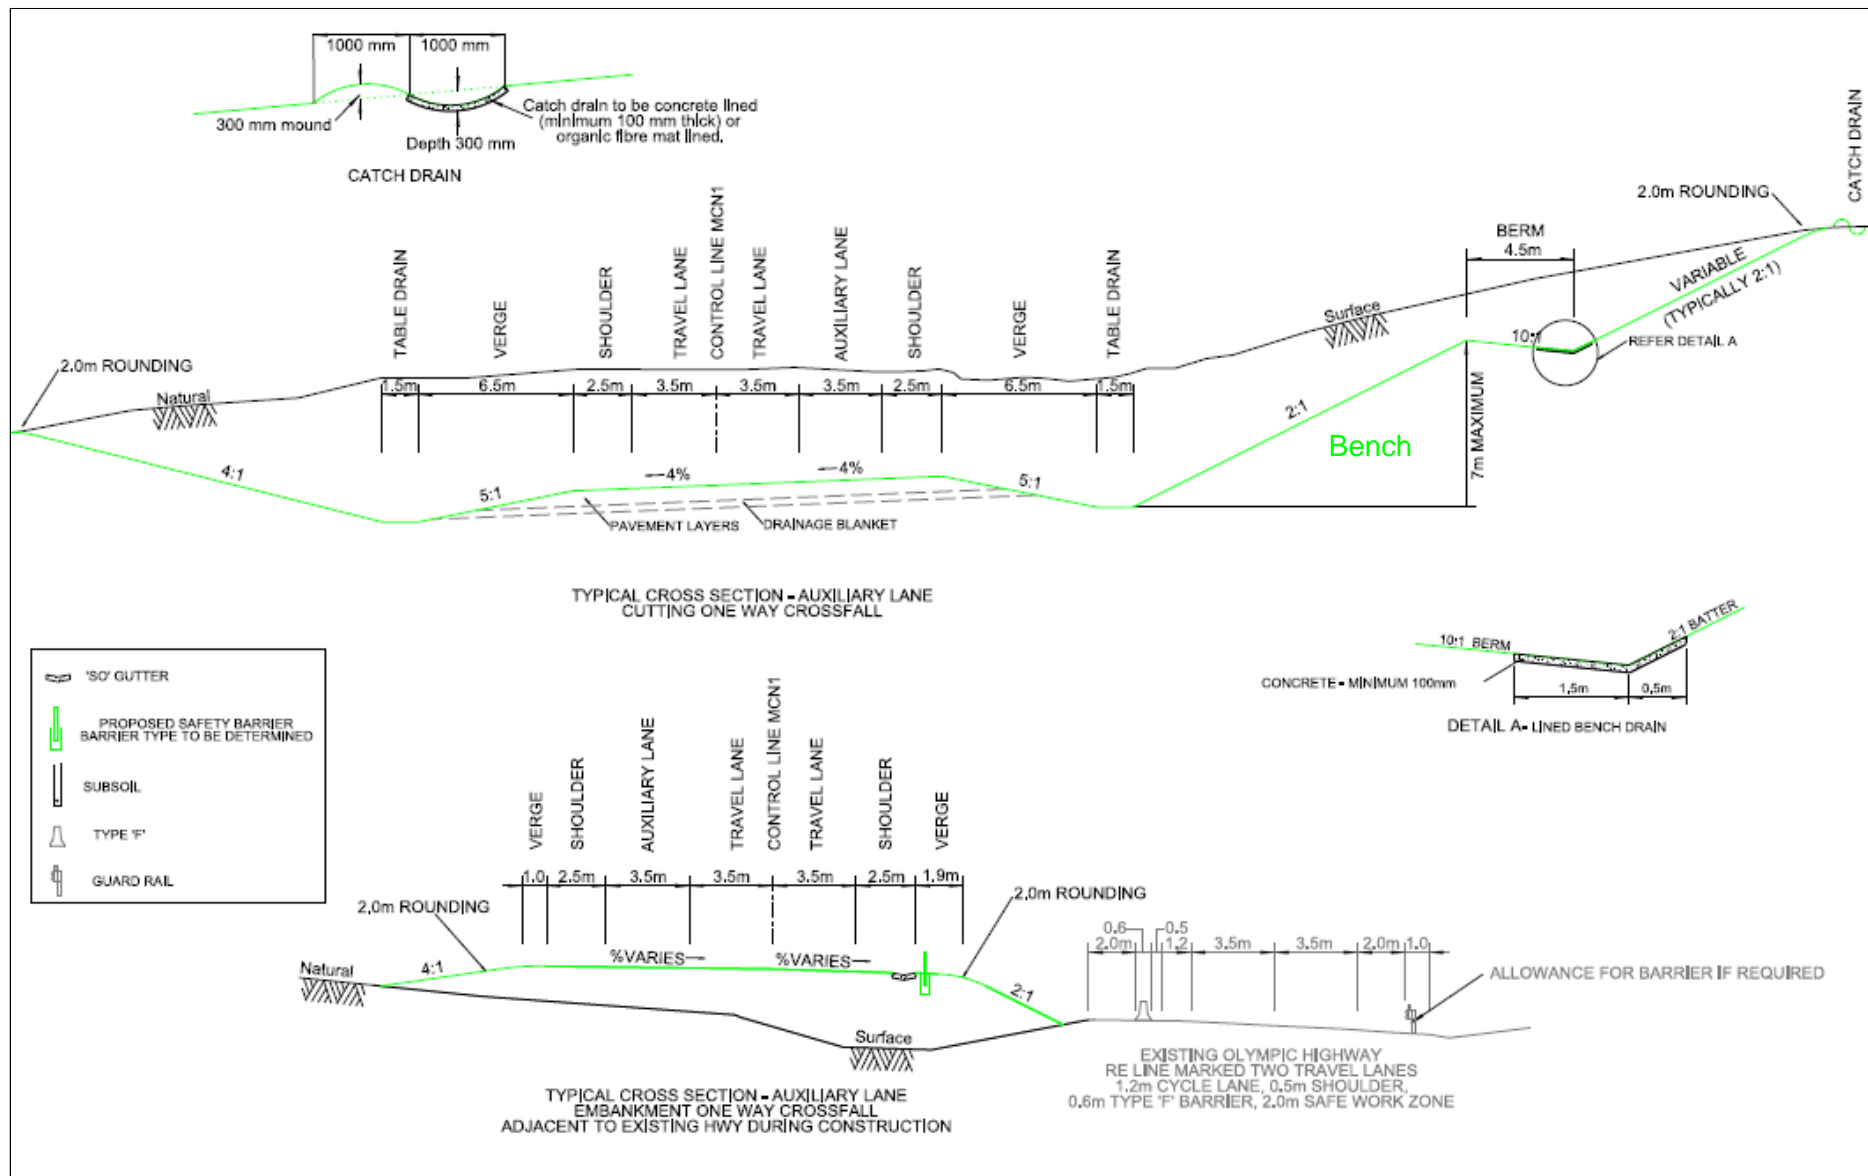 1000 mm 1000 mm
300 mm mound
Depth 300 mm
Catch drain to be concrete lined
(minimum 100 mm thick) or
organic fibre mat lined.
CATCH DRAIN
CATCH DRAIN
2.0m ROUNDING
BERM
4.5m
VARIABLE
(TYPICALLY 2:1)
10:1
REFER DETAIL A
Surface
TABLE DRAIN
VERGE
SHOULDER
TRAVEL LANE
CONTROL LINE MCN1
TRAVEL LANE
AUXILIARY LANE
SHOULDER
VERGE
TABLE DRAIN
2.0m ROUNDING
Natural
1.5m 6.5m 2.5m 3.5m 3.5m 3.5m 2.5m 6.5m 1.5m
4:1
5:1
4%
4%
5:1
2:1
Bench
7m MAXIMUM
PAVEMENT LAYERS
DRAINAGE BLANKET
TYPICAL CROSS SECTION - AUXILIARY LANE
CUTTING ONE WAY CROSSFALL
10:1 BERM
2:1 BATTER
CONCRETE - MINIMUM 100mm
1.5m 0.5m
DETAIL A - LINED BENCH DRAIN
'SO' GUTTER
PROPOSED SAFETY BARRIER
BARRIER TYPE TO BE DETERMINED
SUBSOIL
TYPE 'F'
GUARD RAIL
VERGE
SHOULDER
AUXILIARY LANE
TRAVEL LANE
CONTROL LINE MCN1
TRAVEL LANE
SHOULDER
VERGE
1.0 2.5m 3.5m 3.5m 3.5m 2.5m 1.9m
2.0m ROUNDING
2.0m ROUNDING
Natural
4:1
%VARIES
%VARIES
2:1
Surface
0.6 0.5
2.0m 1.2 3.5m 3.5m 2.0m 1.0
ALLOWANCE FOR BARRIER IF REQUIRED
EXISTING OLYMPIC HIGHWAY
RE LINE MARKED TWO TRAVEL LANES
1.2m CYCLE LANE, 0.5m SHOULDER,
0.6m TYPE 'F' BARRIER, 2.0m SAFE WORK ZONE
TYPICAL CROSS SECTION - AUXILIARY LANE
EMBANKMENT ONE WAY CROSSFALL
ADJACENT TO EXISTING HWY DURING CONSTRUCTION